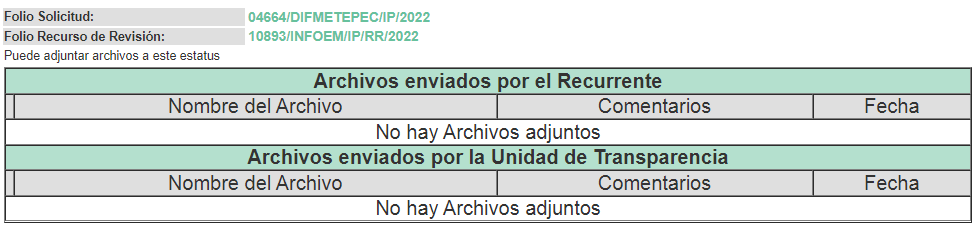 Folio Solicitud: 04664/DIFMETEPEC/IP/2022
Folio Recurso de Revisión: 10893/INFOEM/IP/RR/2022
Puede adjuntar archivos a este estatus
Archivos enviados por el Recurrente
Nombre del Archivo Comentarios Fecha
No hay Archivos adjuntos
Archivos enviados por la Unidad de Transparencia
Nombre del Archivo Comentarios Fecha
No hay Archivos adjuntos